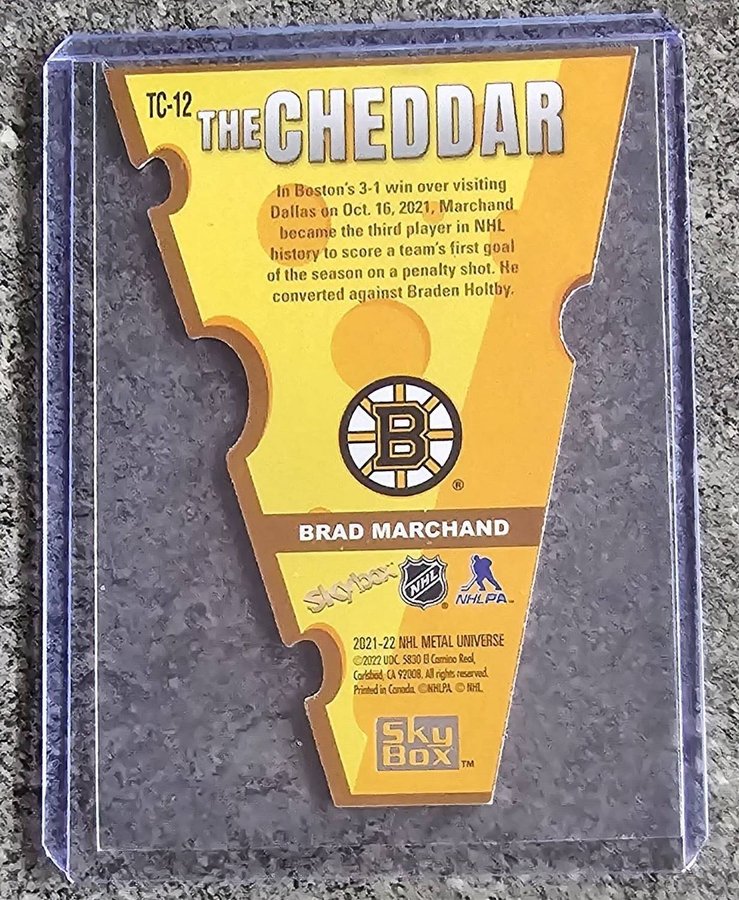 TC-12
THE CHEDDAR
In Boston's 3-1 win over visiting
Dallas on Oct. 16, 2021, Marchand
became the third player in NHL
history to score a team's first goal
of the season on a penalty shot. He
converted against Braden Holtby.
B
®
BRAD MARCHAND
Skybox NHL ® NHLPA™
2021-22 NHL METAL UNIVERSE
©2022 UDC. 5830 El Camino Real,
Carlsbad, CA 92008. All rights reserved.
Printed in Canada. ©NHLPA. © NHL.
Sky
Box ™